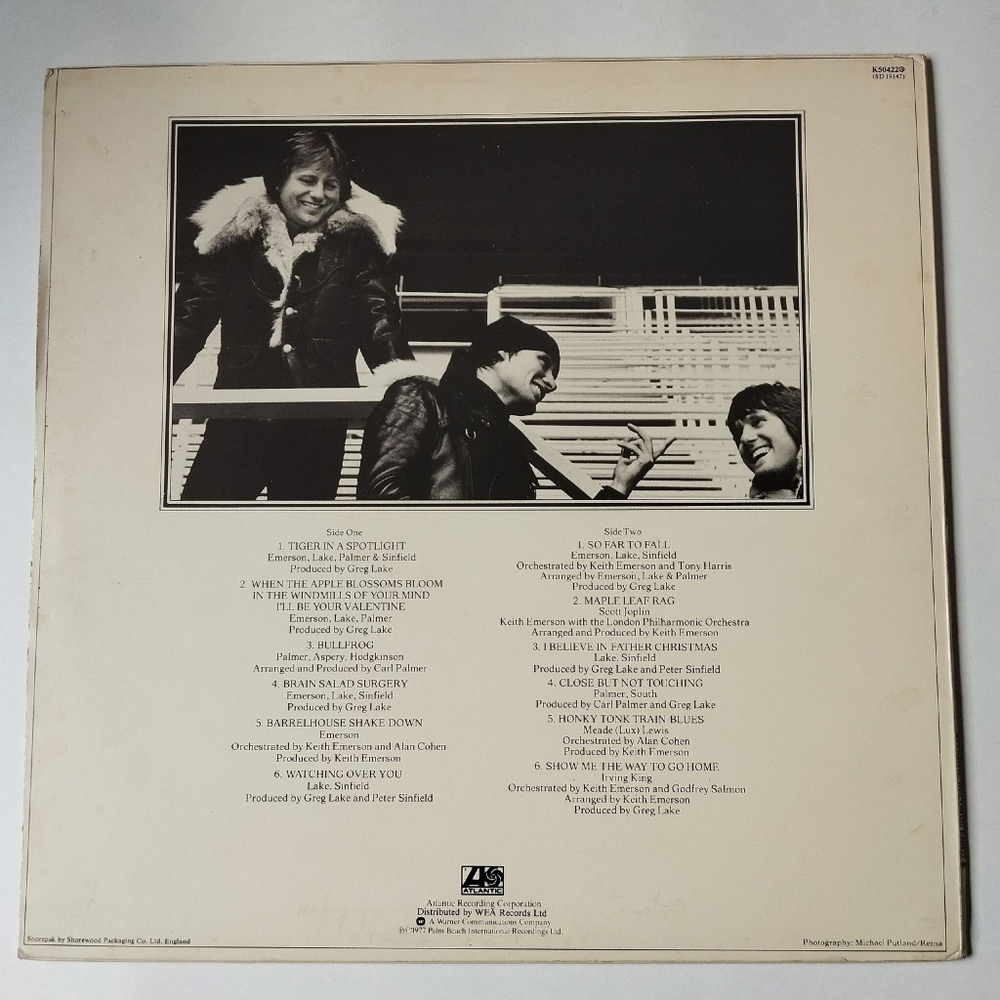 K50422
(SD 19147)
Side One
1. TIGER IN A SPOTLIGHT
Emerson, Lake, Palmer & Sinfield
Produced by Greg Lake
2. WHEN THE APPLE BLOSSOMS BLOOM
IN THE WINDMILLS OF YOUR MIND
I'LL BE YOUR VALENTINE
Emerson, Lake, Palmer
Produced by Greg Lake
3. BULLFROG
Palmer, Aspery, Hodgkinson
Arranged and Produced by Carl Palmer
4. BRAIN SALAD SURGERY
Emerson, Lake, Sinfield
Produced by Greg Lake
5. BARRELHOUSE SHAKE DOWN
Emerson
Orchestrated by Keith Emerson and Alan Cohen
Produced by Keith Emerson
6. WATCHING OVER YOU
Lake, Sinfield
Produced by Greg Lake and Peter Sinfield
Side Two
1. SO FAR TO FALL
Emerson, Lake, Sinfield
Orchestrated by Keith Emerson and Tony Harris
Arranged by Emerson, Lake & Palmer
Produced by Greg Lake
2. MAPLE LEAF RAG
Scott Joplin
Keith Emerson with the London Philharmonic Orchestra
Arranged and Produced by Keith Emerson
3. I BELIEVE IN FATHER CHRISTMAS
Lake, Sinfield
Produced by Greg Lake and Peter Sinfield
4. CLOSE BUT NOT TOUCHING
Palmer, South
Produced by Carl Palmer and Greg Lake
5. HONKY TONK TRAIN BLUES
Meade (Lux) Lewis
Orchestrated by Alan Cohen
Produced by Keith Emerson
6. SHOW ME THE WAY TO GO HOME
Irving King
Orchestrated by Keith Emerson and Godfrey Salmon
Arranged by Keith Emerson
Produced by Greg Lake
ATLANTIC
Atlantic Recording Corporation
Distributed by WEA Records Ltd
A Warner Communications Company
℗ © 1977 Palm Beach International Recordings Ltd.
Shorepak by Shorewood Packaging Co. Ltd. England
Photography: Michael Putland/Retna